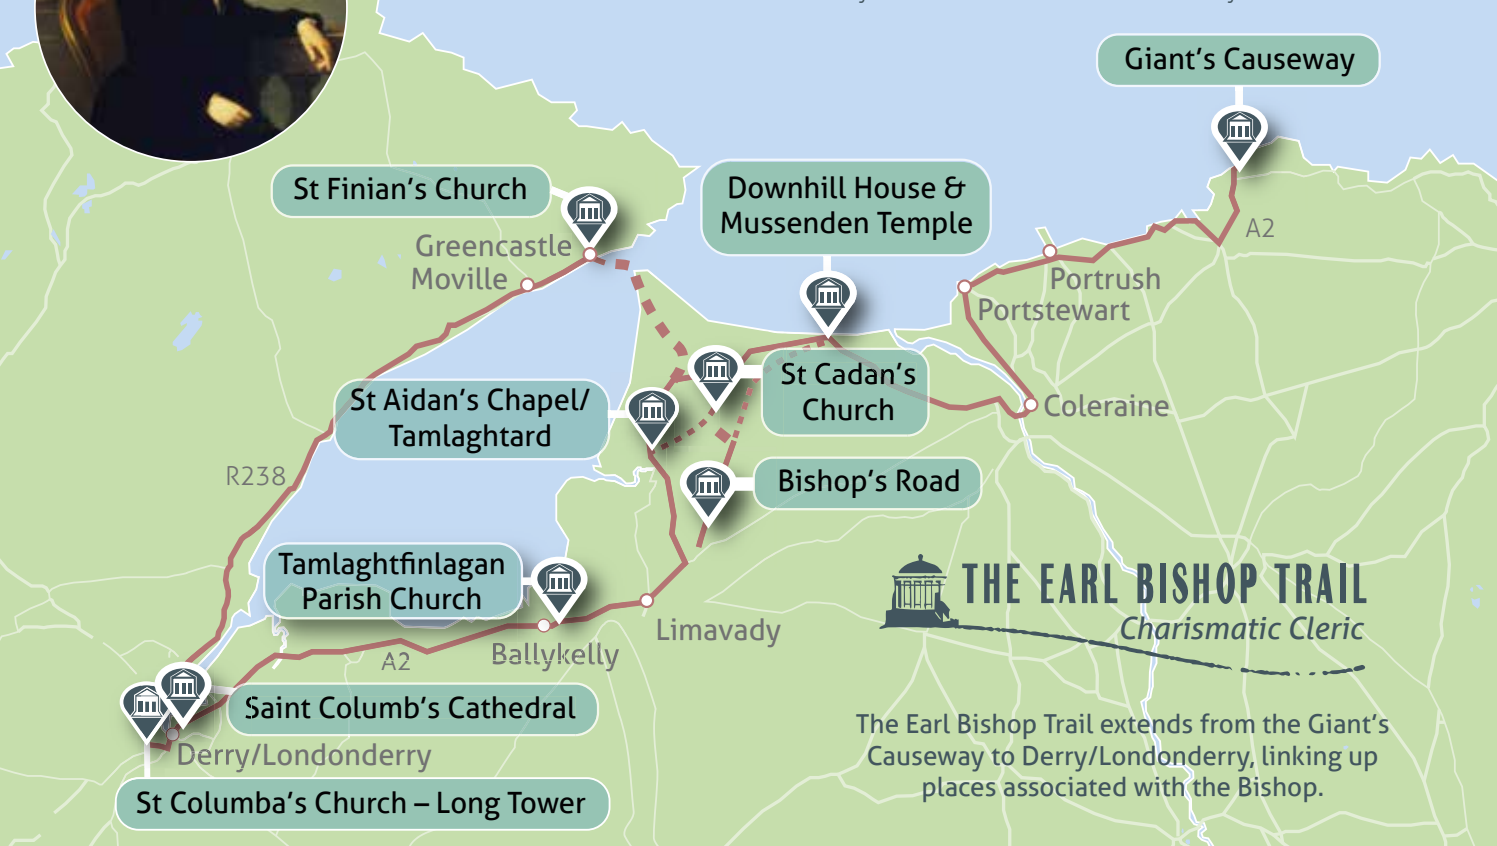 Giant's Causeway
St Finian's Church
Downhill House &
Mussenden Temple
Greencastle
Moville
A2
Portrush
Portstewart
St Cadan's
Church
St Aidan's Chapel/
Tamlaghtard
Coleraine
R238
Bishop's Road
Tamlaghtfinlagan
Parish Church
THE EARL BISHOP TRAIL
Charismatic Cleric
Limavady
Ballykelly
A2
Saint Columb's Cathedral
Derry/Londonderry
St Columba's Church – Long Tower
The Earl Bishop Trail extends from the Giant's
Causeway to Derry/Londonderry, linking up
places associated with the Bishop.